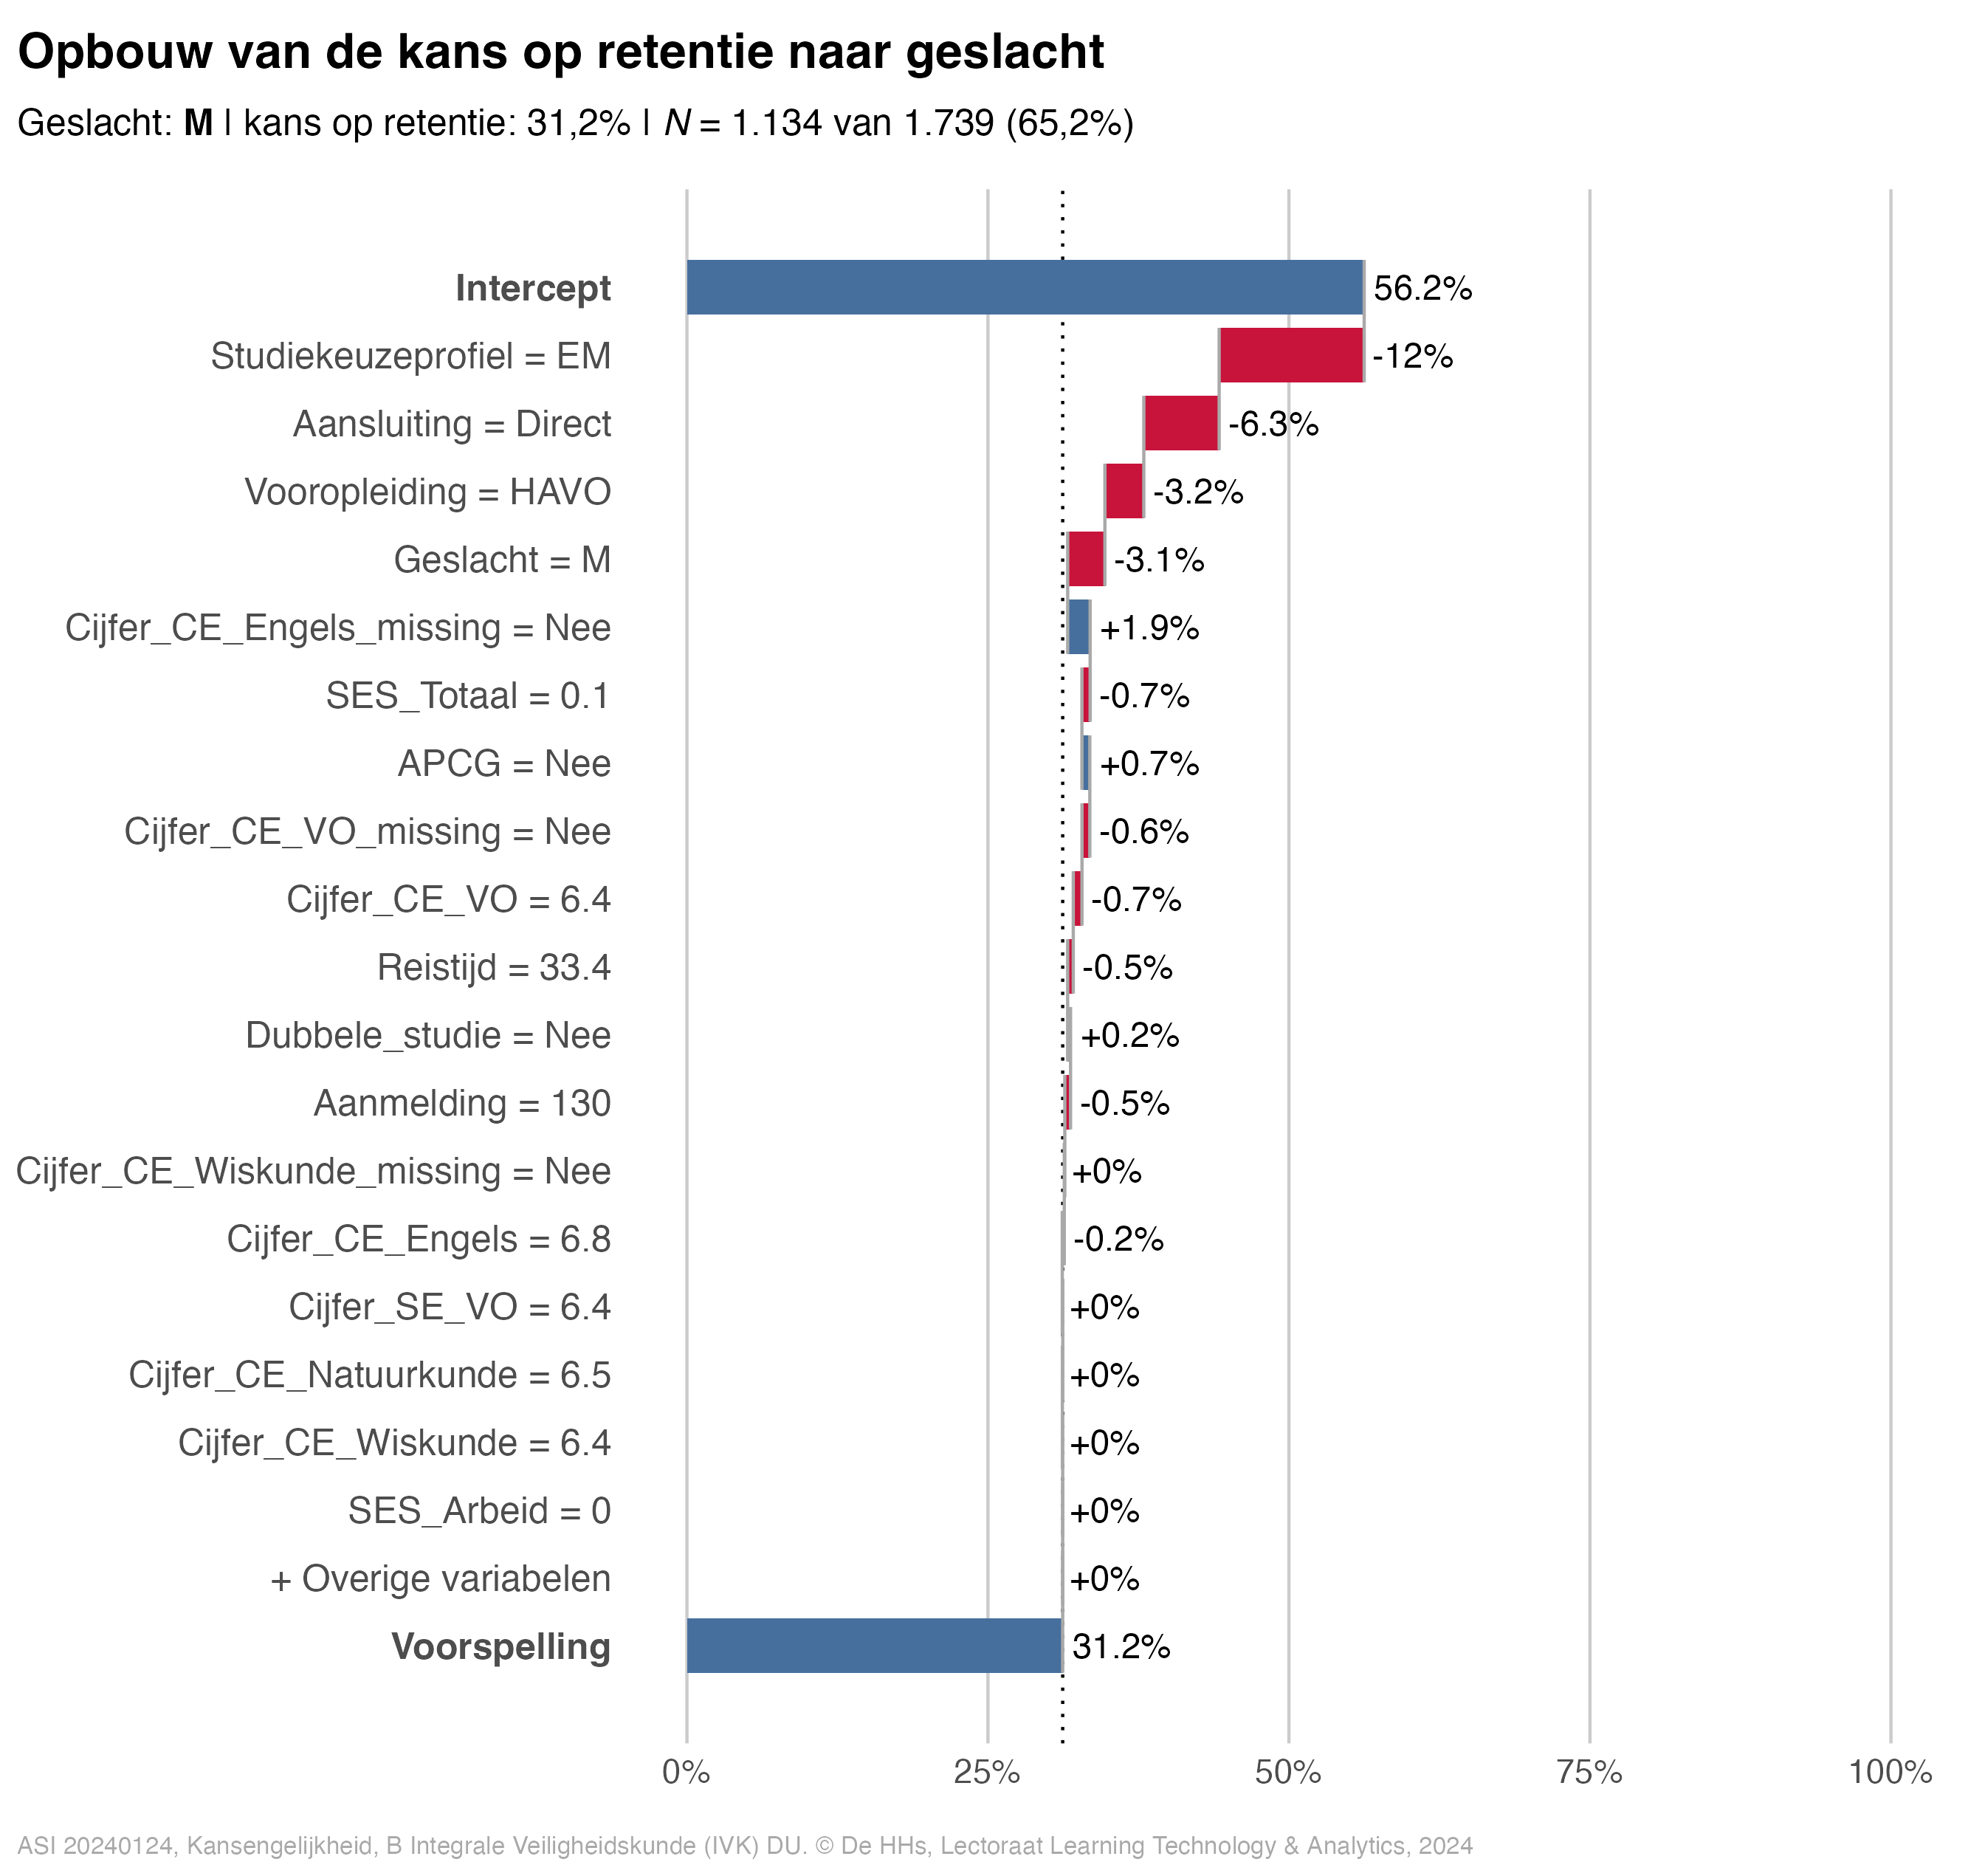 Opbouw van de kans op retentie naar geslacht
Geslacht: M | kans op retentie: 31,2% | N = 1.134 van 1.739 (65,2%)
Intercept 56.2%
Studiekeuzeprofiel = EM -12%
Aansluiting = Direct -6.3%
Vooropleiding = HAVO -3.2%
Geslacht = M -3.1%
Cijfer_CE_Engels_missing = Nee +1.9%
SES_Totaal = 0.1 -0.7%
APCG = Nee +0.7%
Cijfer_CE_VO_missing = Nee -0.6%
Cijfer_CE_VO = 6.4 -0.7%
Reistijd = 33.4 -0.5%
Dubbele_studie = Nee +0.2%
Aanmelding = 130 -0.5%
Cijfer_CE_Wiskunde_missing = Nee +0%
Cijfer_CE_Engels = 6.8 -0.2%
Cijfer_SE_VO = 6.4 +0%
Cijfer_CE_Natuurkunde = 6.5 +0%
Cijfer_CE_Wiskunde = 6.4 +0%
SES_Arbeid = 0 +0%
+ Overige variabelen +0%
Voorspelling 31.2%
0% 25% 50% 75% 100%
ASI 20240124, Kansengelijkheid, B Integrale Veiligheidskunde (IVK) DU. © De HHs, Lectoraat Learning Technology & Analytics, 2024